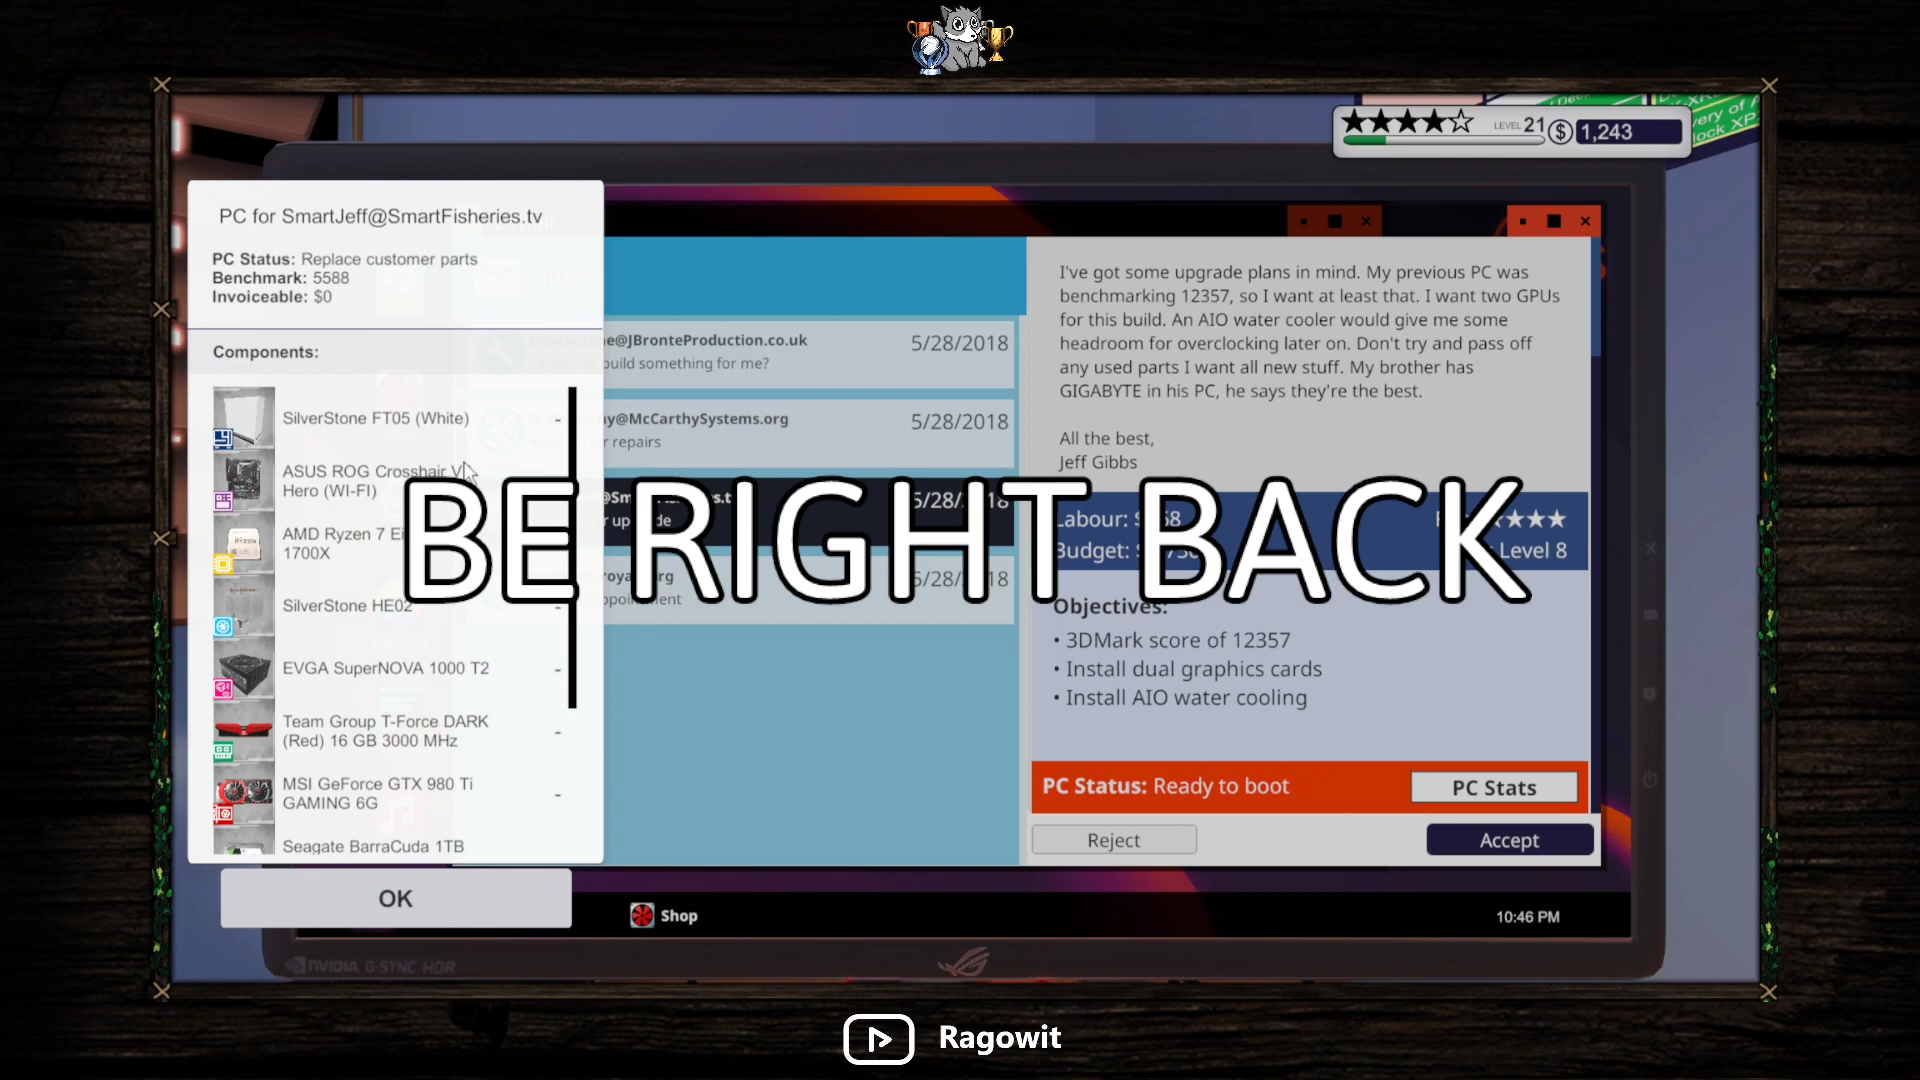 LEVEL 21
1,243
PC for SmartJeff@SmartFisheries.tv
PC Status: Replace customer parts
Benchmark: 5588
Invoiceable: $0
Components:
SilverStone FT05 (White)
-
ASUS ROG Crosshair
Hero (WI-FI)
AMD Ryzen 7
1700X
SilverStone HE02
-
EVGA SuperNOVA 1000 T2
-
Team Group T-Force DARK
(Red) 16 GB 3000 MHz
-
MSI GeForce GTX 980 Ti
GAMING 6G
-
Seagate BarraCuda 1TB
OK
@JBronteProduction.co.uk
5/28/2018
build something for me?
@McCarthySystems.org
5/28/2018
repairs
I've got some upgrade plans in mind. My previous PC was
benchmarking 12357, so I want at least that. I want two GPUs
for this build. An AIO water cooler would give me some
headroom for overclocking later on. Don't try and pass off
any used parts I want all new stuff. My brother has
GIGABYTE in his PC, he says they're the best.
All the best,
Jeff Gibbs
BE RIGHT BACK
Labour:
Budget:
Level 8
Objectives:
• 3DMark score of 12357
• Install dual graphics cards
• Install AIO water cooling
PC Status: Ready to boot
PC Stats
Reject
Accept
Shop
10:46 PM
NVIDIA G-SYNC HDR
Ragowit